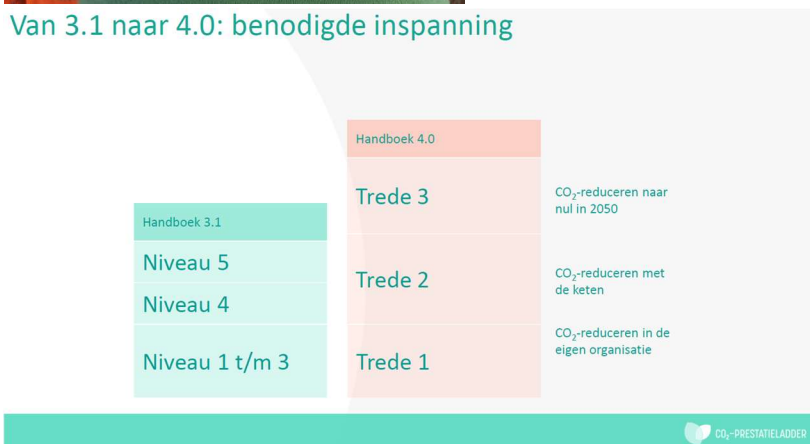 Van 3.1 naar 4.0: benodigde inspanning
Handboek 4.0
Trede 3
CO₂-reduceren naar
nul in 2050
Handboek 3.1
Niveau 5
Trede 2
CO₂-reduceren met
de keten
Niveau 4
CO₂-reduceren in de
eigen organisatie
Niveau 1 t/m 3
Trede 1
CO₂-PRESTATIELADDER